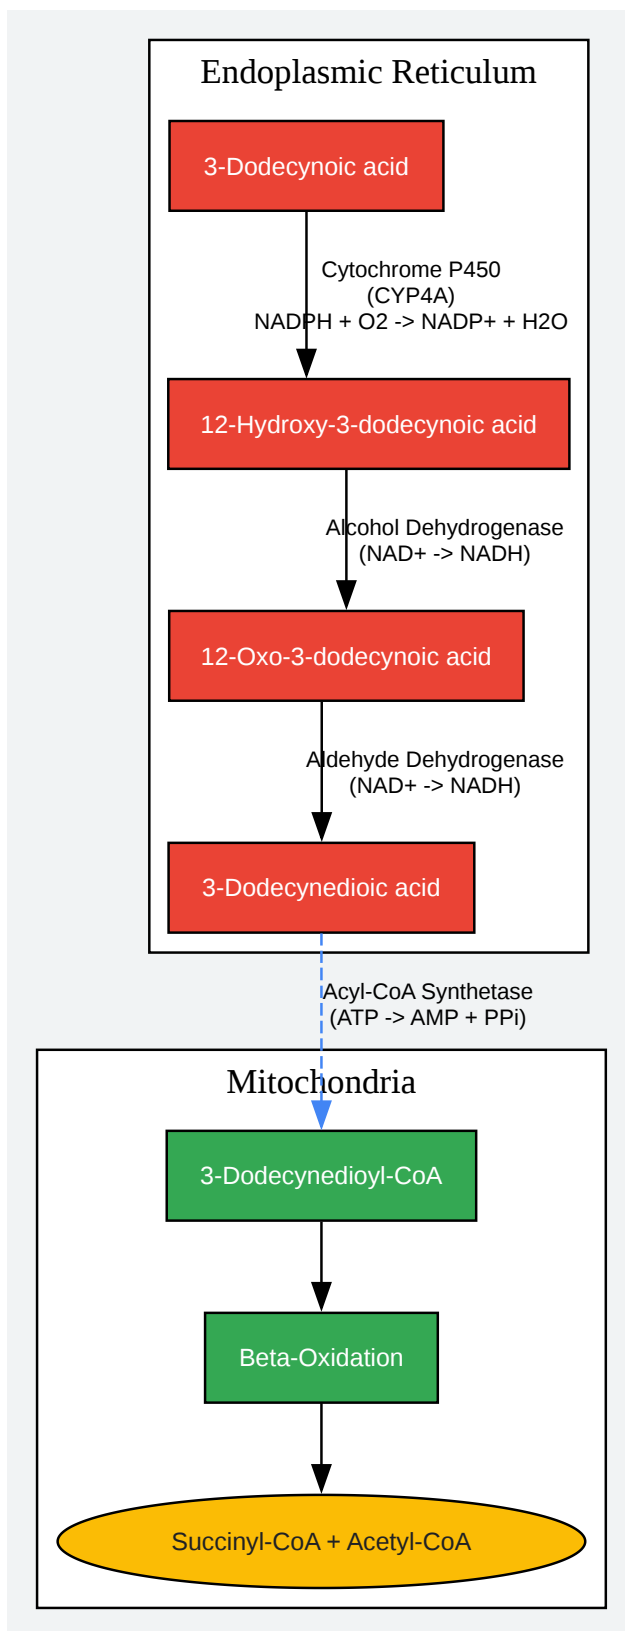 Endoplasmic Reticulum
3-Dodecynoic acid
Cytochrome P450
(CYP4A)
NADPH + O2 -> NADP+ + H2O
12-Hydroxy-3-dodecynoic acid
Alcohol Dehydrogenase
(NAD+ -> NADH)
12-Oxo-3-dodecynoic acid
Aldehyde Dehydrogenase
(NAD+ -> NADH)
3-Dodecynedioic acid
Acyl-CoA Synthetase
(ATP -> AMP + PPi)
Mitochondria
3-Dodecynedioyl-CoA
Beta-Oxidation
Succinyl-CoA + Acetyl-CoA